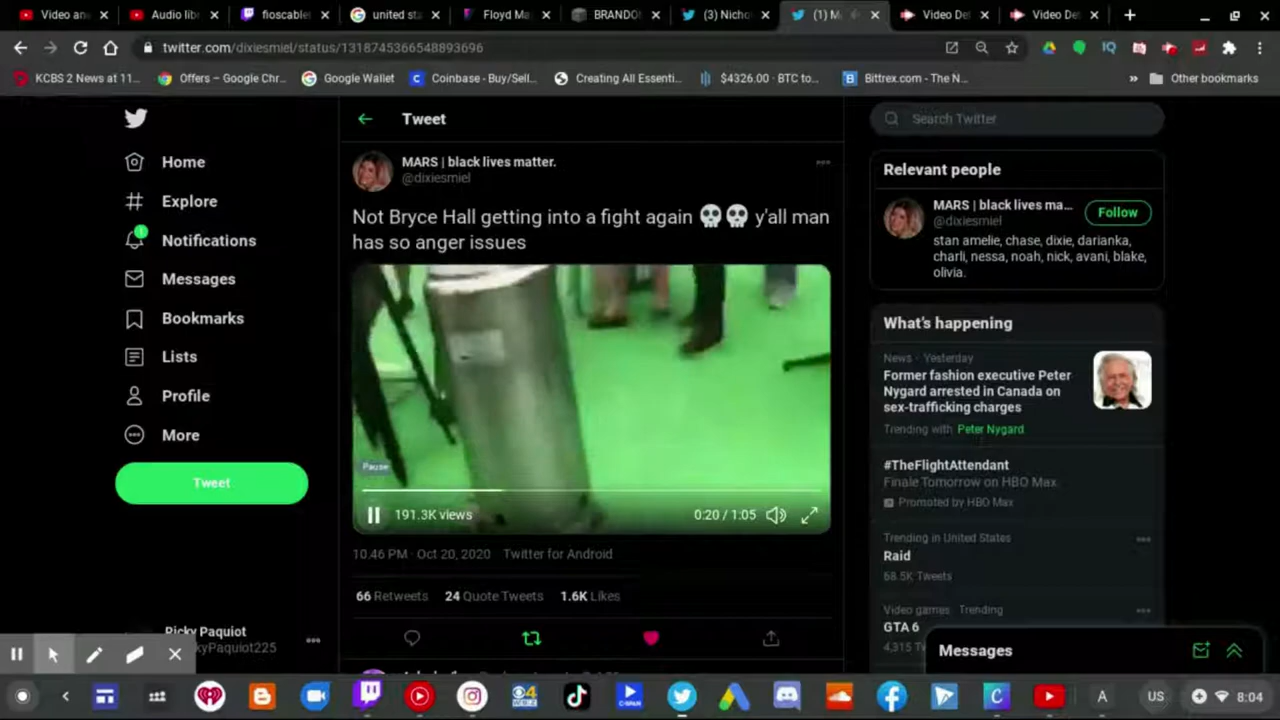 Video an
Audio lib
fioscable
united sta
Floyd Ma
BRANDO
(3) Nicho
(1) M
Video De
Video De
twitter.com/dixiesmiel/status/1318745366548893696
KCBS 2 News at 11...
Offers – Google Chr...
Google Wallet
Coinbase - Buy/Sell...
Creating All Essenti...
$4326.00 · BTC to...
Bittrex.com - The N...
Other bookmarks
Home
Explore
1
Notifications
Messages
Bookmarks
Lists
Profile
More
Tweet
Ricky Paquiot
kyPaquiot225
Tweet
MARS | black lives matter.
@dixiesmiel
Not Bryce Hall getting into a fight again 💀💀 y'all man
has so anger issues
Pause
191.3K views
0:20 / 1:05
10:46 PM · Oct 20, 2020 Twitter for Android
66 Retweets 24 Quote Tweets 1.6K Likes
Search Twitter
Relevant people
MARS | black lives ma...
@dixiesmiel
Follow
stan amelie, chase, dixie, darianka,
charli, nessa, noah, nick, avani, blake,
olivia.
What's happening
News · Yesterday
Former fashion executive Peter
Nygard arrested in Canada on
sex-trafficking charges
Trending with Peter Nygard
#TheFlightAttendant
Finale Tomorrow on HBO Max
Promoted by HBO Max
Trending in United States
Raid
68.5K Tweets
Video games · Trending
GTA 6
4,315 Tw
Messages
C-SPAN
A
US
8:04